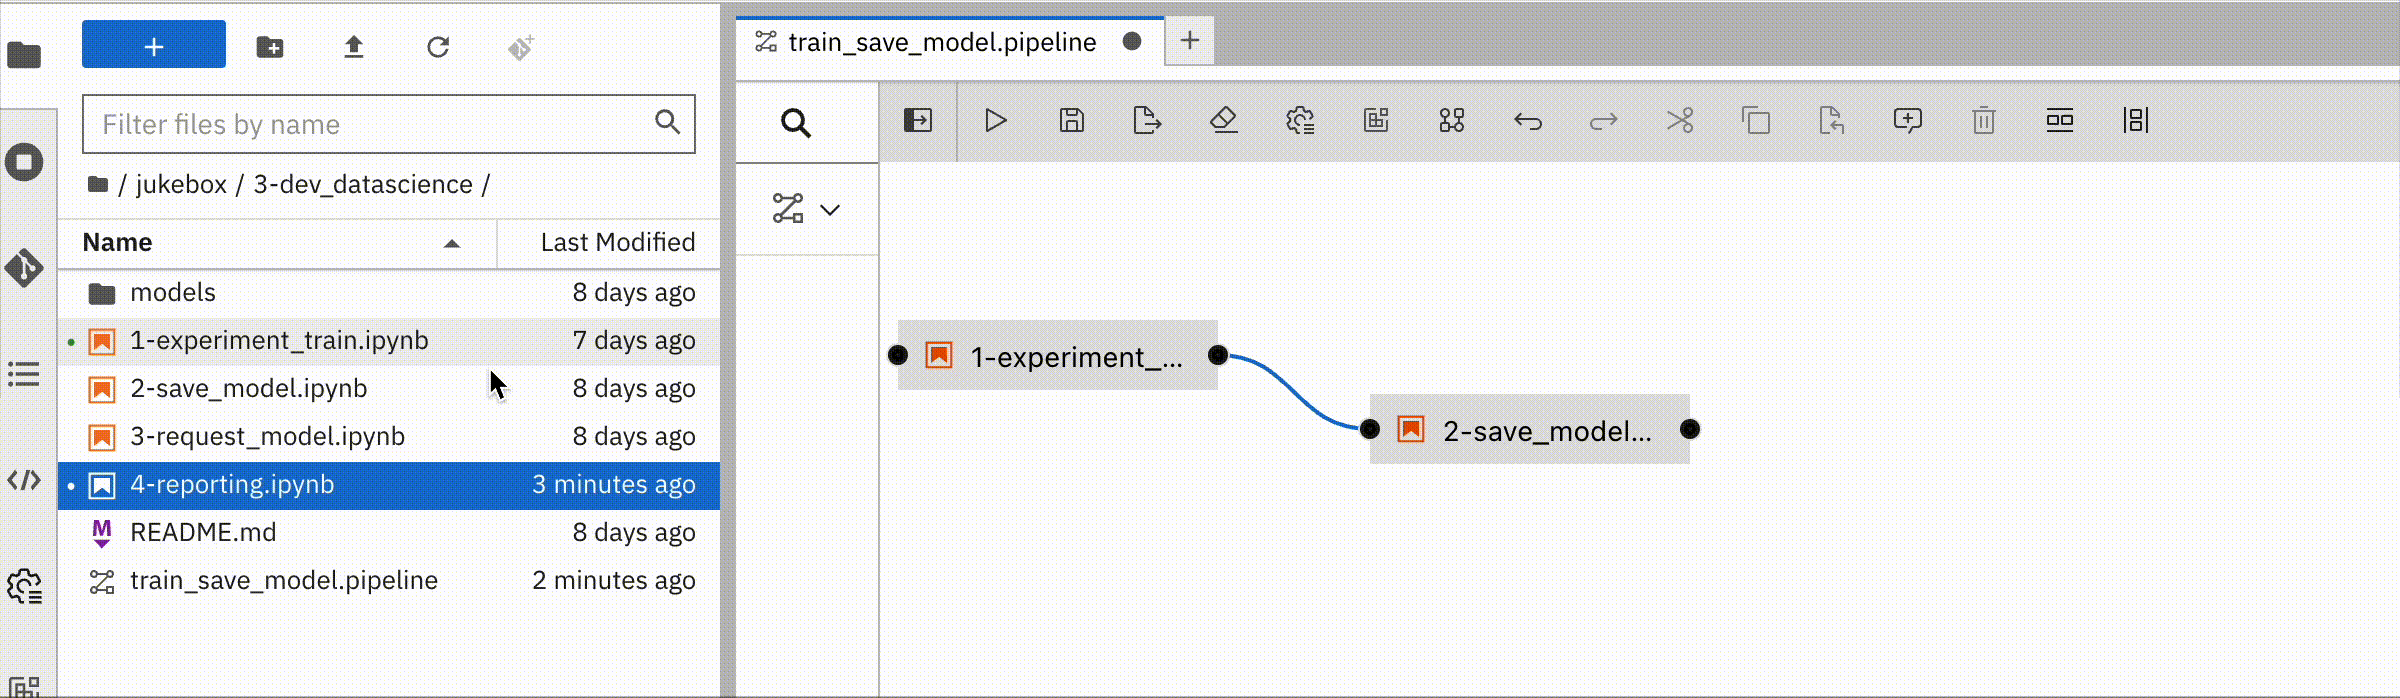 train_save_model.pipeline
Filter files by name
/ jukebox / 3-dev_datascience /
Name Last Modified
models 8 days ago
1-experiment_train.ipynb 7 days ago
2-save_model.ipynb 8 days ago
3-request_model.ipynb 8 days ago
4-reporting.ipynb 3 minutes ago
README.md 8 days ago
train_save_model.pipeline 2 minutes ago
1-experiment_...
2-save_model...